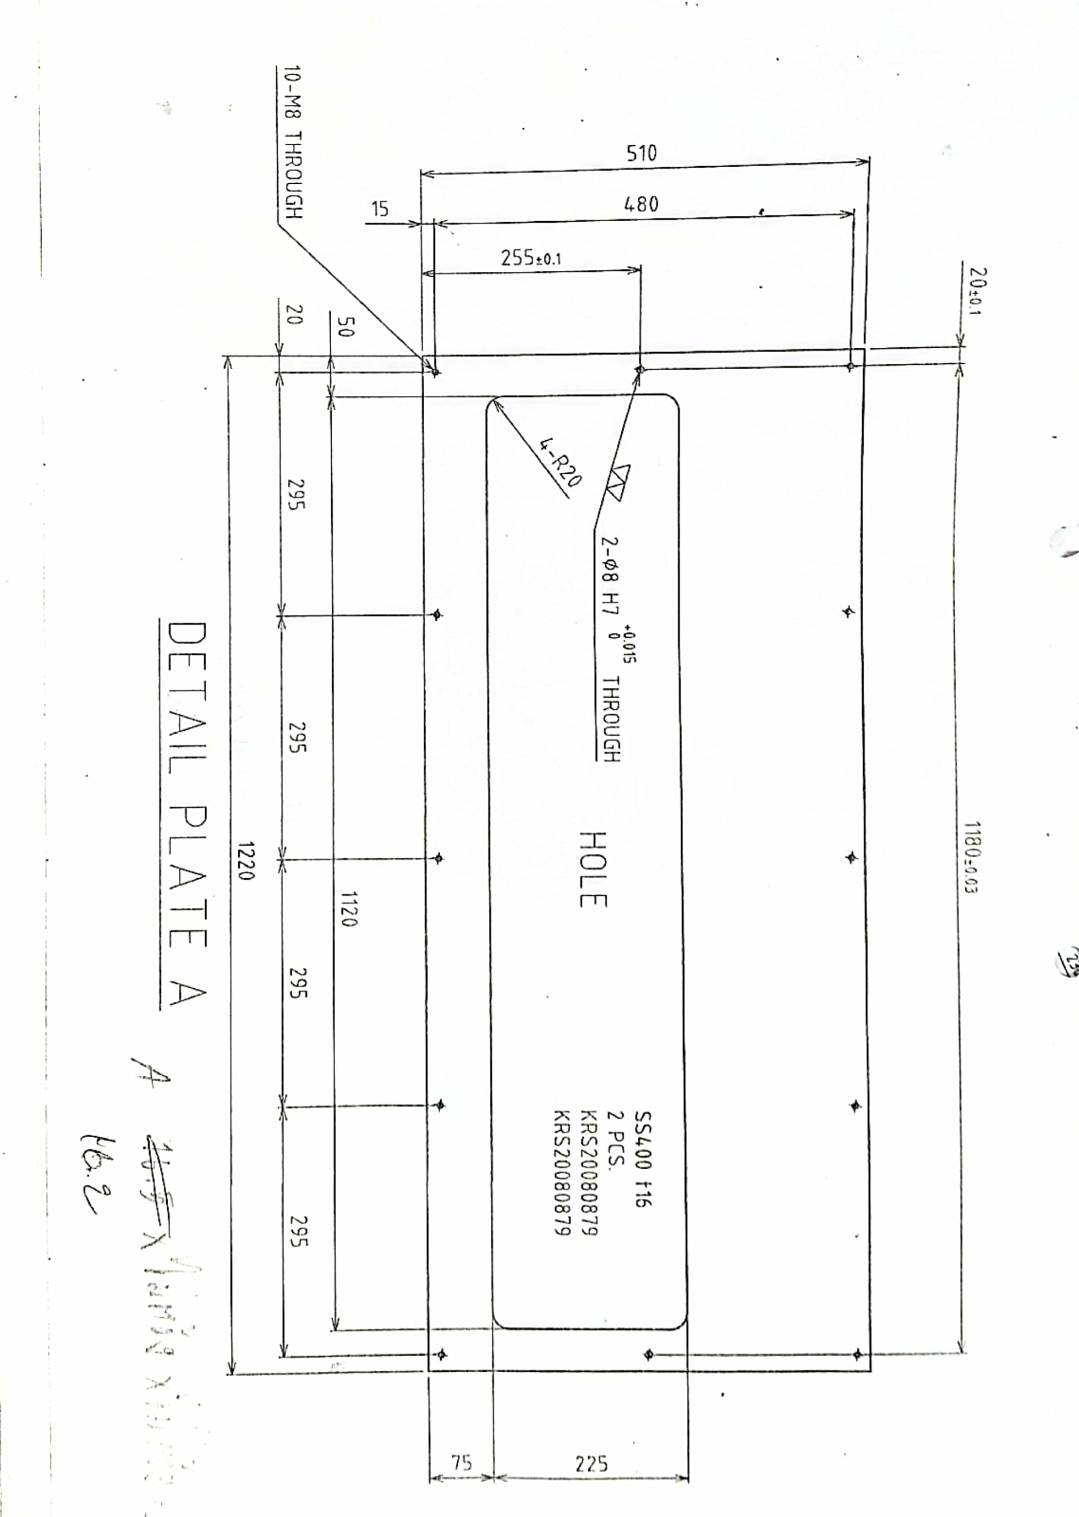 20±0.1
1180±0.03
510
480
255±0.1
15
2-Ø8 H7 +0.015 0 THROUGH
4-R20
HOLE
SS400 t16
2 PCS.
KRS20080879
KRS20080879
225
75
50
1120
10-M8 THROUGH
20
295
295
295
295
1220
DETAIL PLATE A
A 16.5 x
16.2